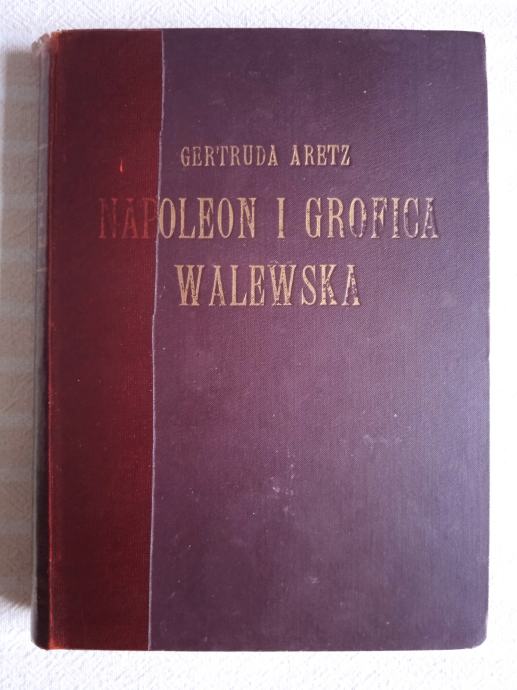 GERTRUDA ARETZ
NAPOLEON I GROFICA
WALEWSKA